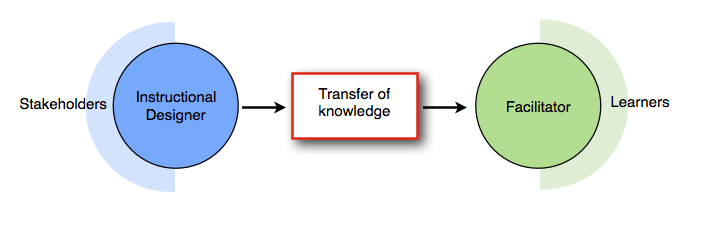 Stakeholders
Instructional
Designer
Transfer of
knowledge
Facilitator
Learners